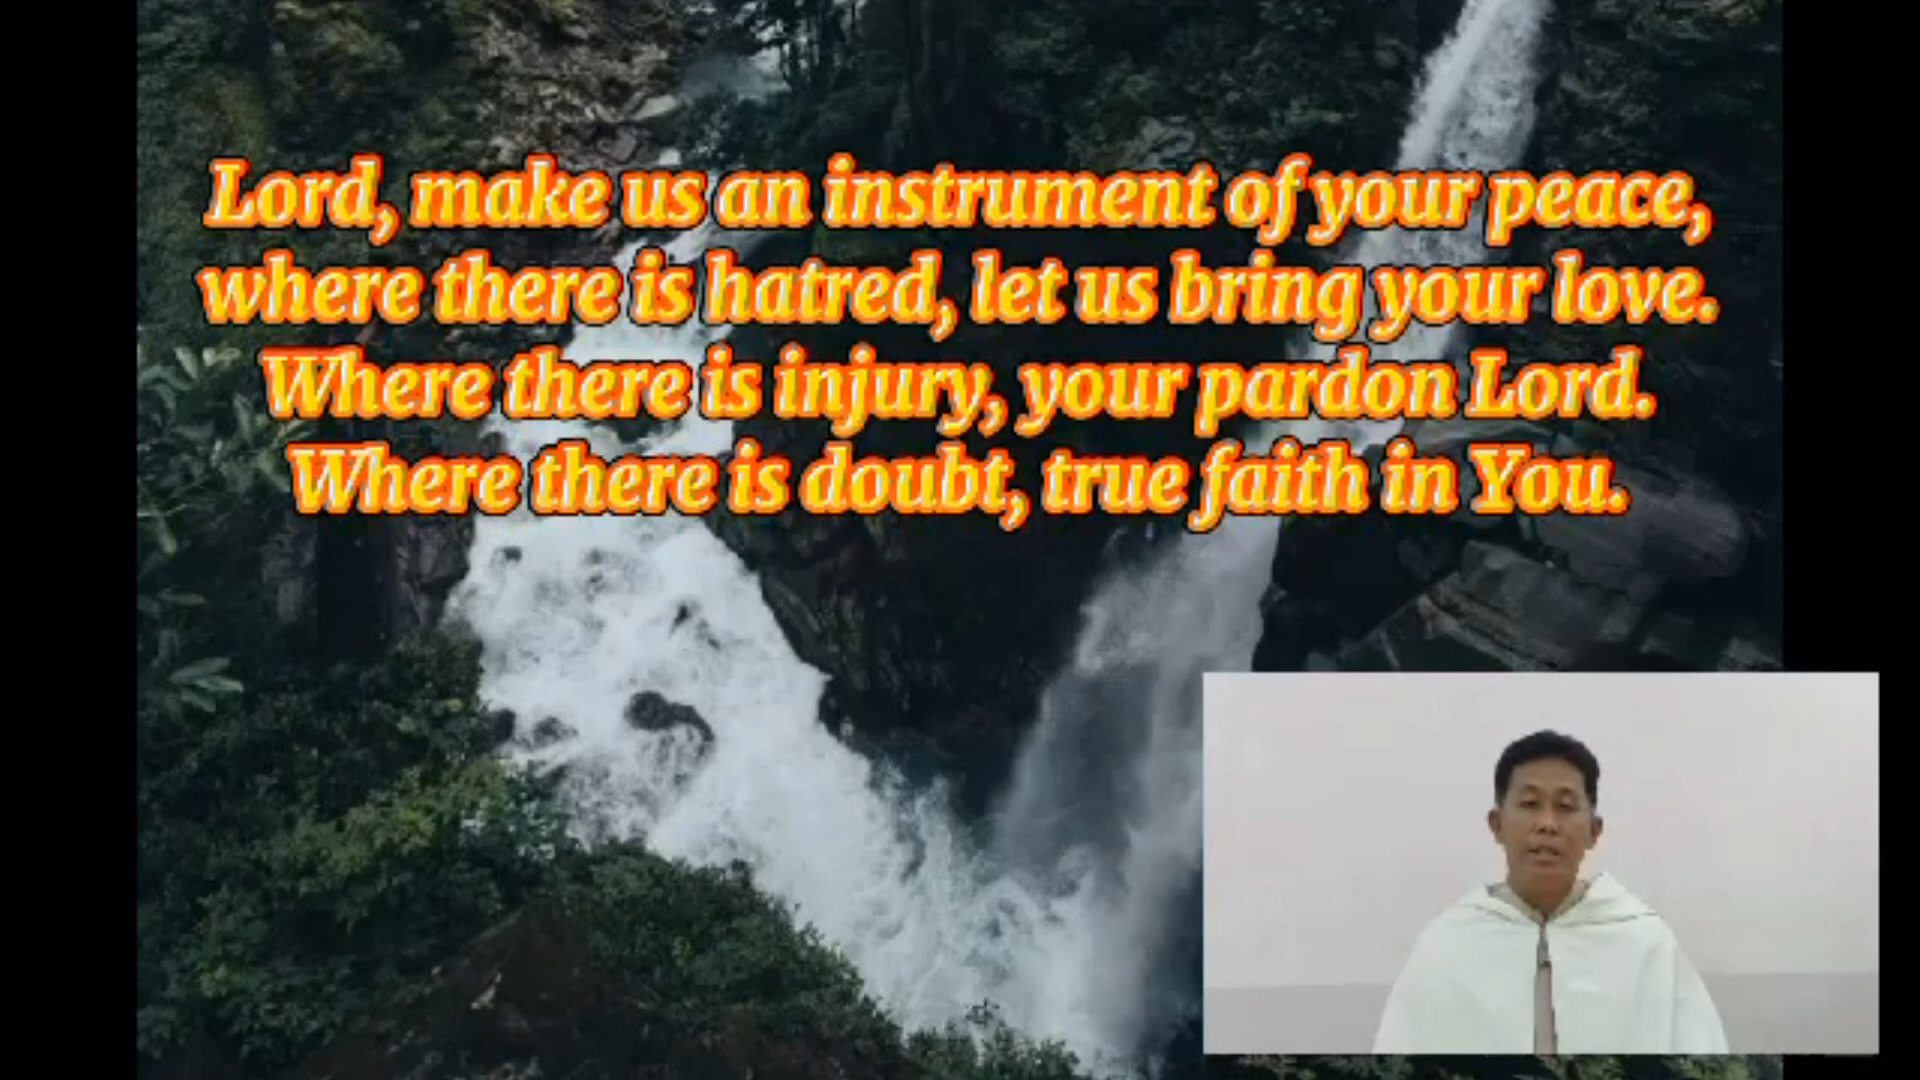 Lord, make us an instrument of your peace,
where there is hatred, let us bring your love.
Where there is injury, your pardon Lord.
Where there is doubt, true faith in You.